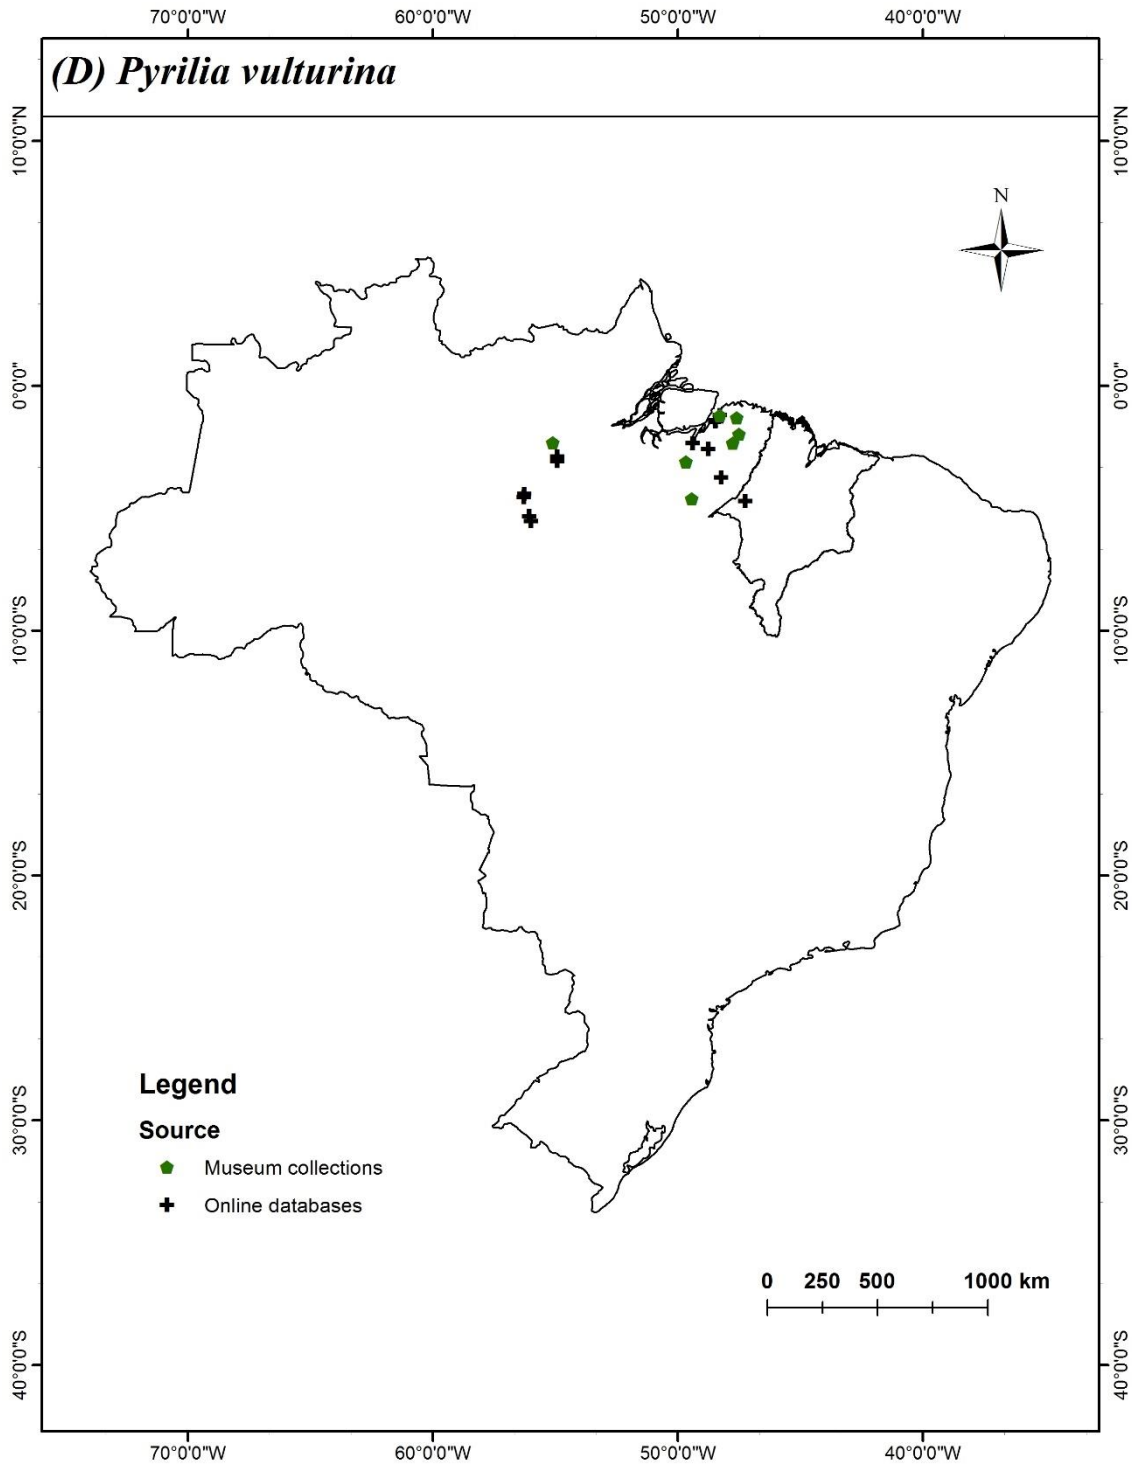 70°0'0"W 60°0'0"W 50°0'0"W 40°0'0"W
(D) Pyrilia vulturina
10°0'0"N 10°0'0"N
N
0°0'0" 0°0'0"
10°0'0"S 10°0'0"S
20°0'0"S 20°0'0"S
Legend
30°0'0"S 30°0'0"S
Source
Museum collections
Online databases
0 250 500 1000 km
40°0'0"S 40°0'0"S
70°0'0"W 60°0'0"W 50°0'0"W 40°0'0"W